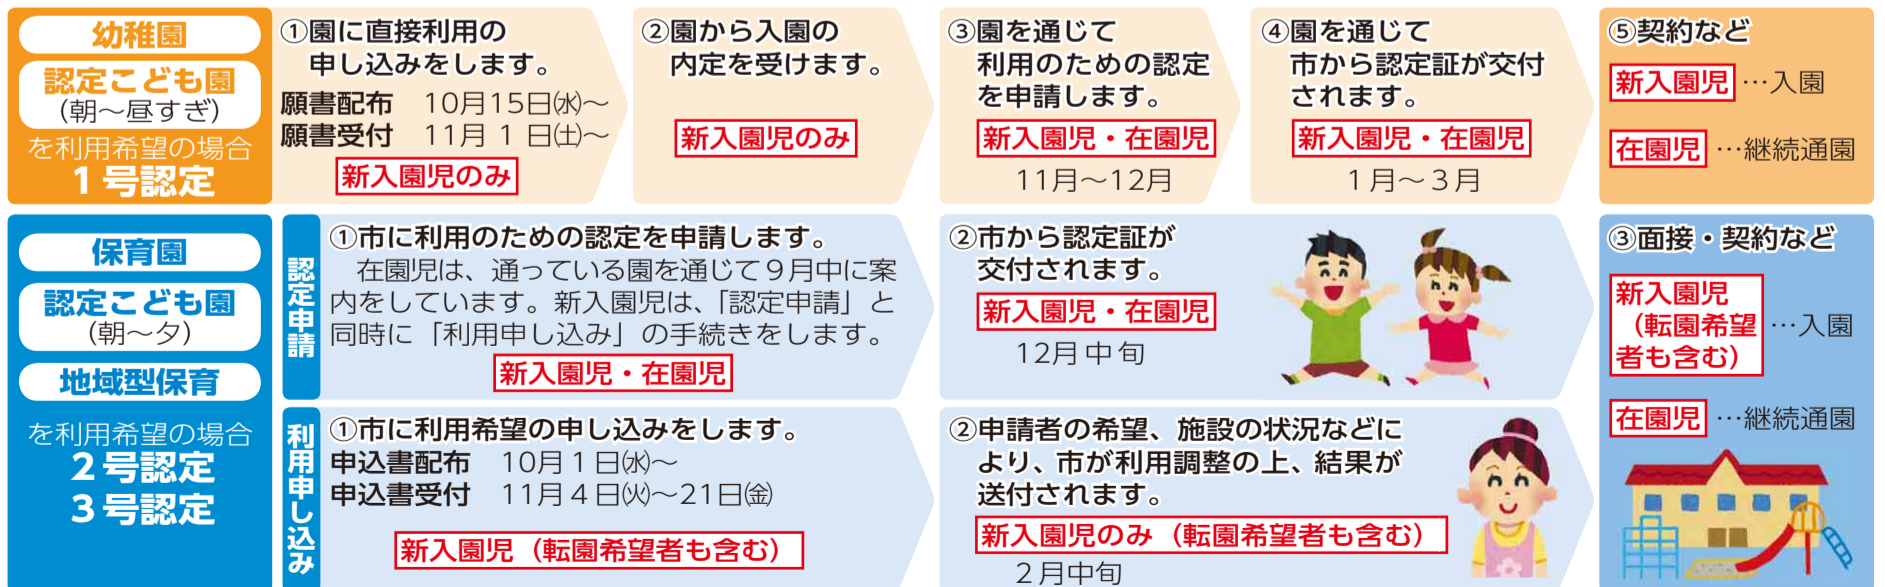 幼稚園
認定こども園
(朝～昼すぎ)
を利用希望の場合
1号認定
①園に直接利用の
申し込みをします。
願書配布 10月15日㈬～
願書受付 11月1日㈯～
新入園児のみ
②園から入園の
内定を受けます。
新入園児のみ
③園を通じて
利用のための認定
を申請します。
新入園児・在園児
11月～12月
④園を通じて
市から認定証が交付
されます。
新入園児・在園児
1月～3月
⑤契約など
新入園児…入園
在園児…継続通園
保育園
認定こども園
(朝～夕)
地域型保育
を利用希望の場合
2号認定
3号認定
認定申請
①市に利用のための認定を申請します。
在園児は、通っている園を通じて9月中に案
内をしています。新入園児は、「認定申請」と
同時に「利用申し込み」の手続きをします。
新入園児・在園児
②市から認定証が
交付されます。
新入園児・在園児
12月中旬
利用申し込み
①市に利用希望の申し込みをします。
申込書配布 10月1日㈬～
申込書受付 11月4日㈫～21日㈮
新入園児（転園希望者も含む）
②申請者の希望、施設の状況などに
より、市が利用調整の上、結果が
送付されます。
新入園児のみ（転園希望者も含む）
2月中旬
③面接・契約など
新入園児
（転園希望…入園
者も含む）
在園児…継続通園